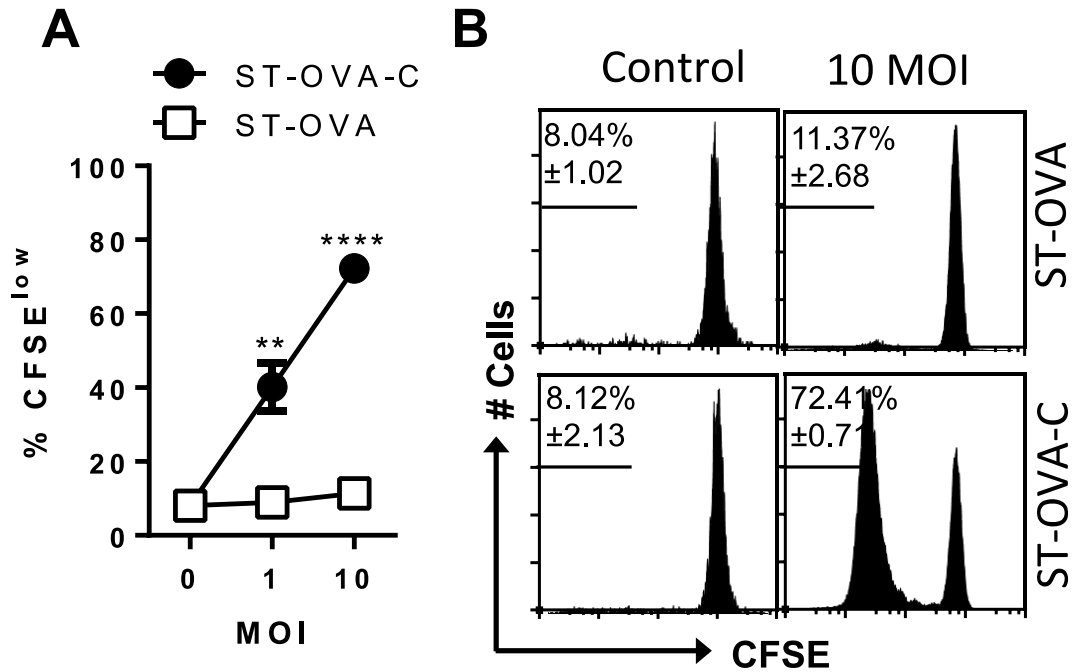 A
ST-OVA-C
ST-OVA
100
80
60
40
20
0
% CFSE^low
**
****
0 1 10
MOI
B
Control 10 MOI
8.04%
±1.02
11.37%
±2.68
ST-OVA
8.12%
±2.13
72.41%
±0.71
ST-OVA-C
# Cells
CFSE